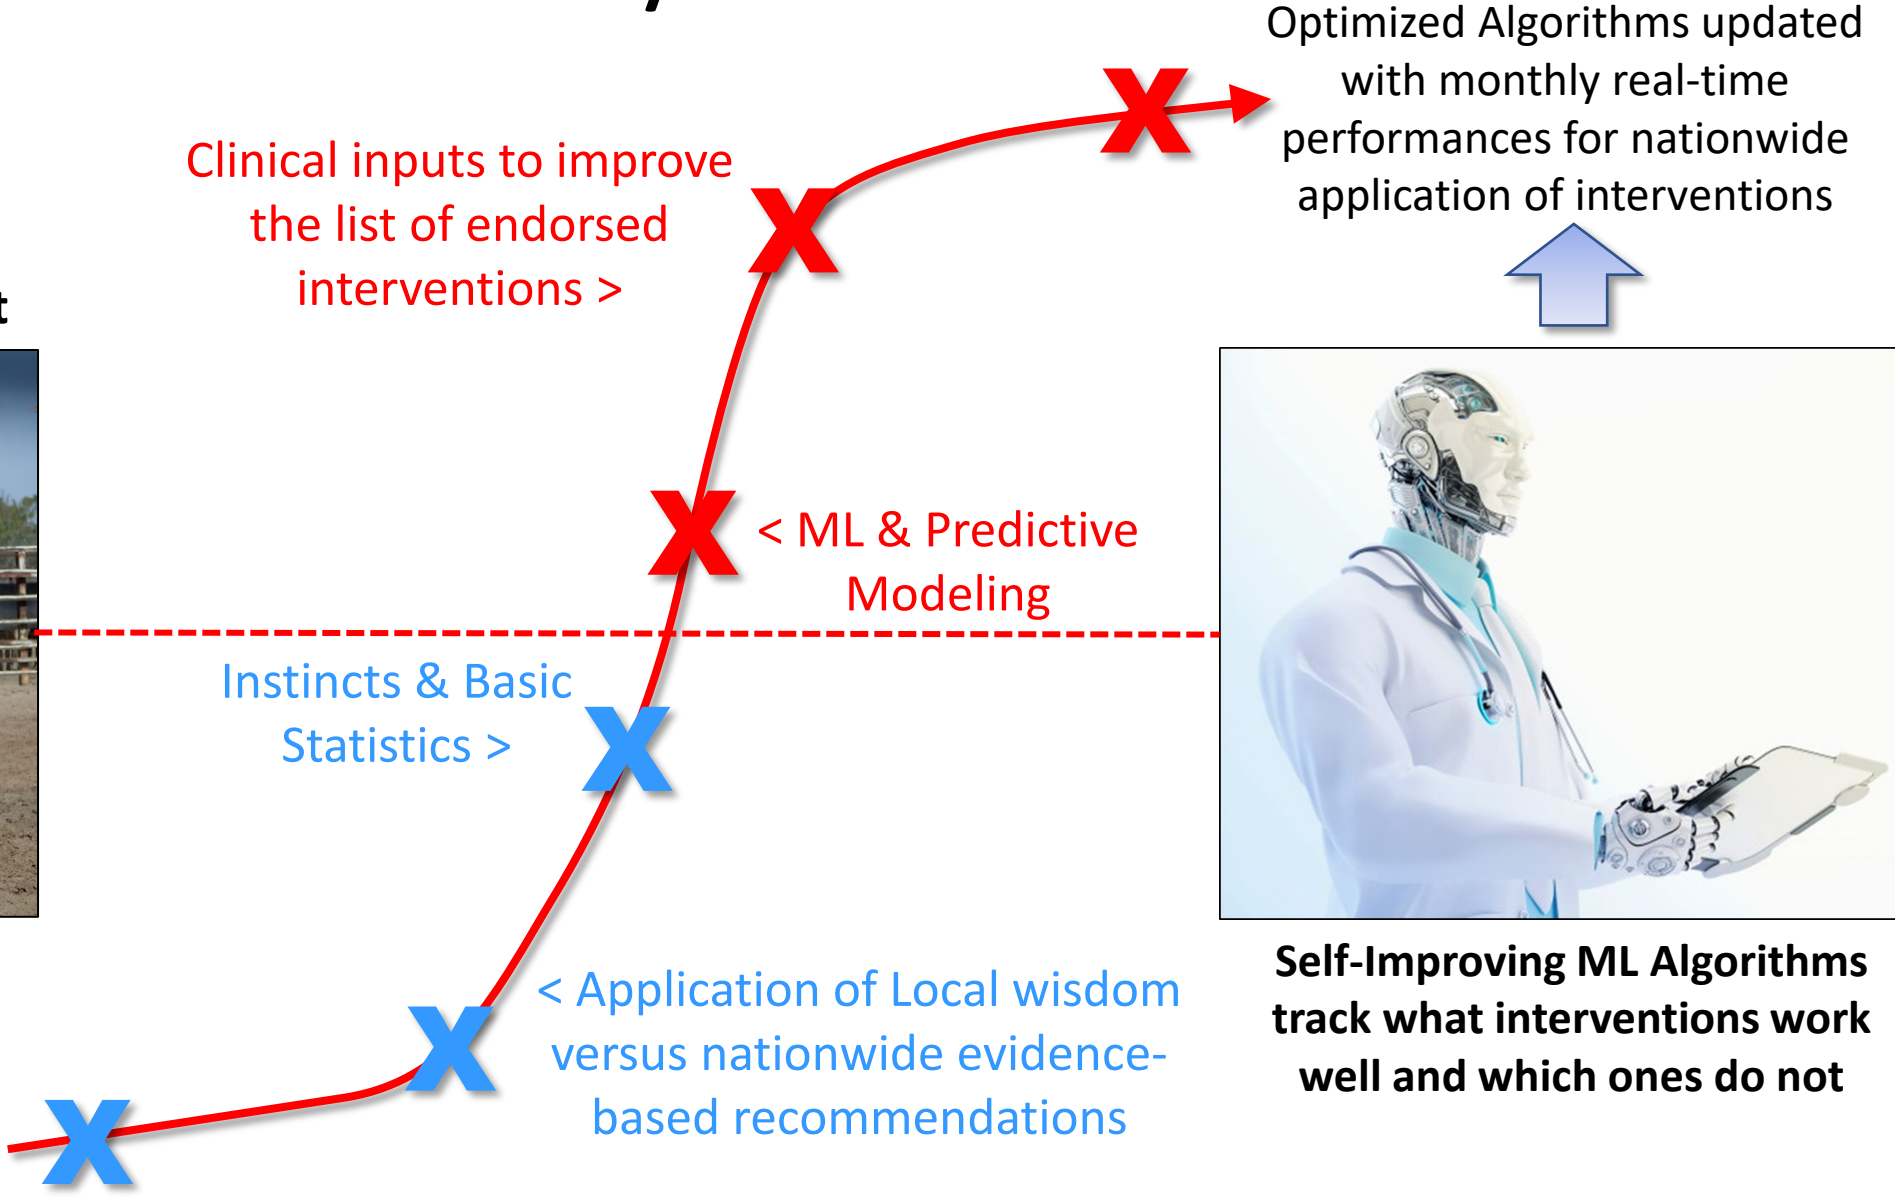 Optimized Algorithms updated
with monthly real-time
performances for nationwide
application of interventions
Clinical inputs to improve
the list of endorsed
interventions >
< ML & Predictive
Modeling
Instincts & Basic
Statistics >
< Application of Local wisdom
versus nationwide evidence-
based recommendations
Self-Improving ML Algorithms
track what interventions work
well and which ones do not